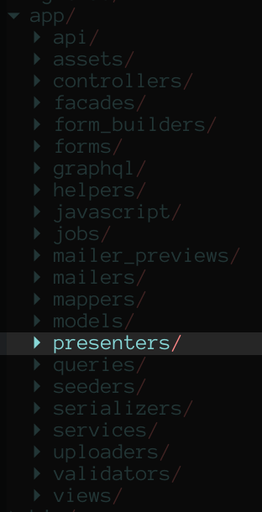 app/
api/
assets/
controllers/
facades/
form_builders/
forms/
graphql/
helpers/
javascript/
jobs/
mailer_previews/
mailers/
mappers/
models/
presenters/
queries/
seeders/
serializers/
services/
uploaders/
validators/
views/